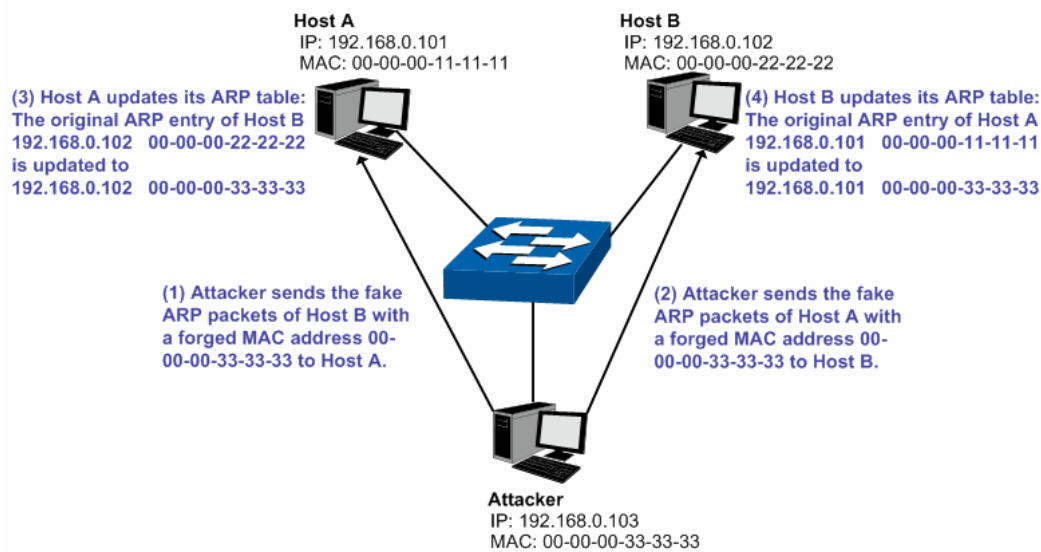 Host A
IP: 192.168.0.101
MAC: 00-00-00-11-11-11
Host B
IP: 192.168.0.102
MAC: 00-00-00-22-22-22
(3) Host A updates its ARP table:
The original ARP entry of Host B
192.168.0.102 00-00-00-22-22-22
is updated to
192.168.0.102 00-00-00-33-33-33
(4) Host B updates its ARP table:
The original ARP entry of Host A
192.168.0.101 00-00-00-11-11-11
is updated to
192.168.0.101 00-00-00-33-33-33
(1) Attacker sends the fake
ARP packets of Host B with
a forged MAC address 00-
00-00-33-33-33 to Host A.
(2) Attacker sends the fake
ARP packets of Host A with
a forged MAC address 00-
00-00-33-33-33 to Host B.
Attacker
IP: 192.168.0.103
MAC: 00-00-00-33-33-33